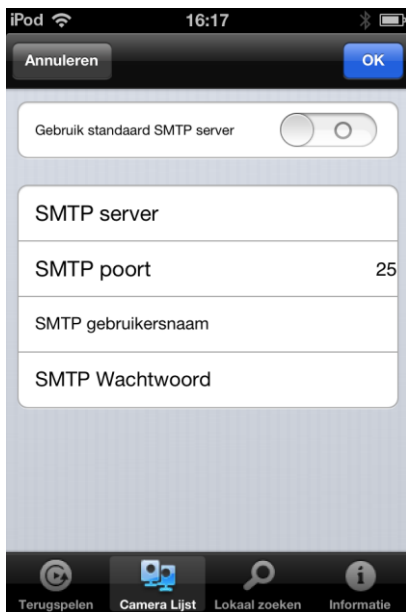 iPod 16:17
Annuleren OK
Gebruik standaard SMTP server
SMTP server
SMTP poort 25
SMTP gebruikersnaam
SMTP Wachtwoord
Terugspelen Camera Lijst Lokaal zoeken Informatie